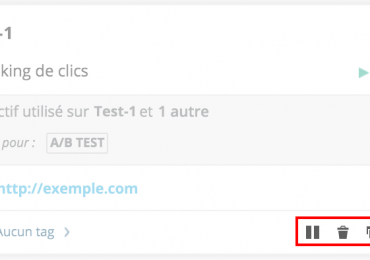 -1
king de clics
ctif utilisé sur Test-1 et 1 autre
pour : A/B TEST
http://exemple.com
Aucun tag